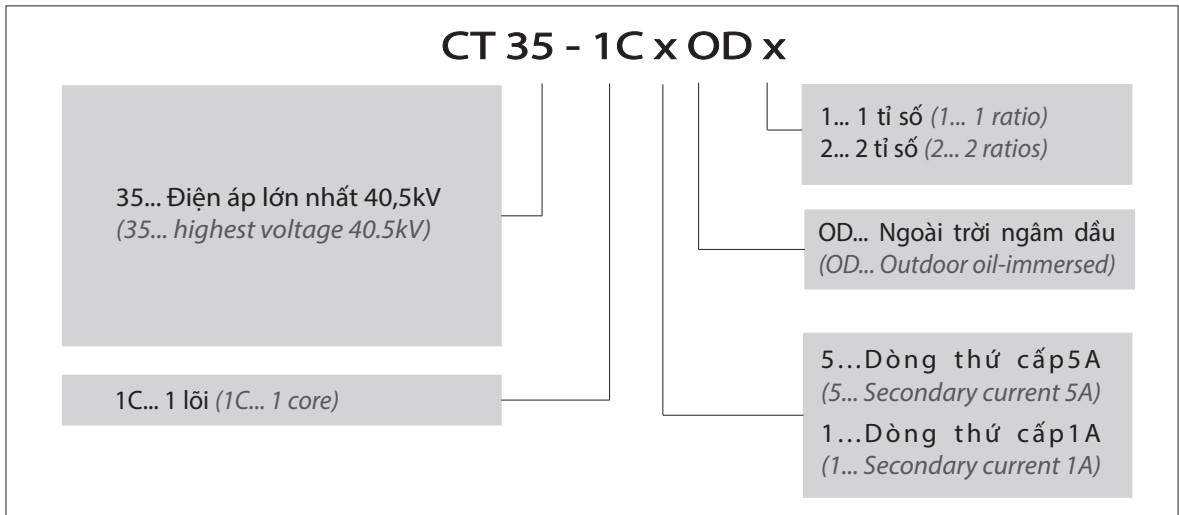 CT 35 - 1C x OD x
35... Điện áp lớn nhất 40,5kV
(35... highest voltage 40.5kV)
1C... 1 lõi (1C... 1 core)
1... 1 tỉ số (1... 1 ratio)
2... 2 tỉ số (2... 2 ratios)
OD... Ngoài trời ngâm dầu
(OD... Outdoor oil-immersed)
5...Dòng thứ cấp5A
(5... Secondary current 5A)
1...Dòng thứ cấp1A
(1... Secondary current 1A)